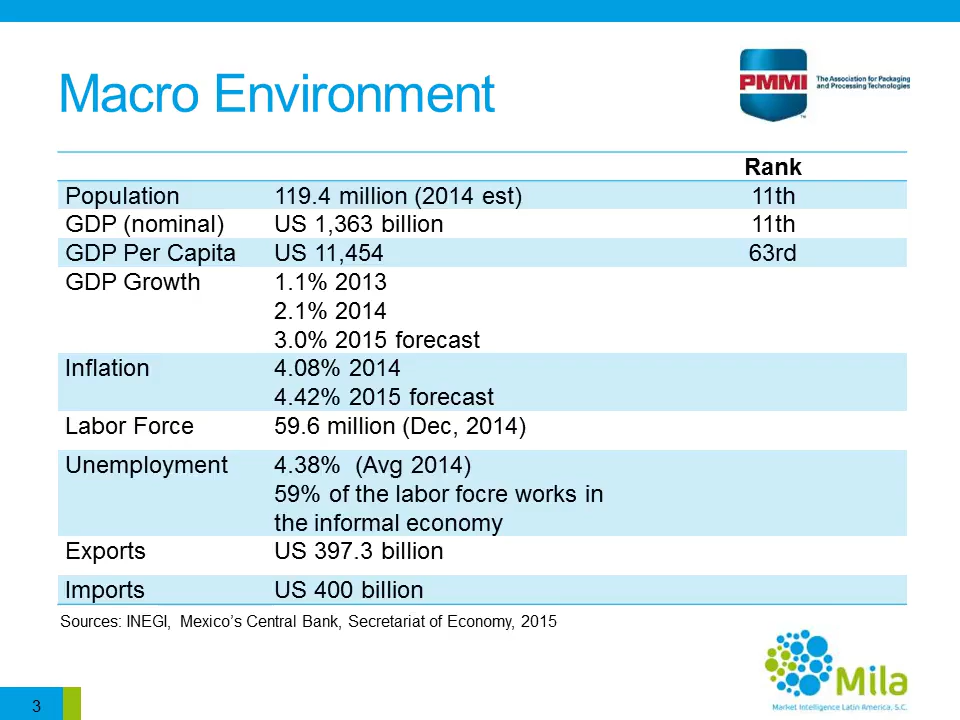 Macro Environment
PMMI
The Association for Packaging
and Processing Technologies
TM
Rank
Population 119.4 million (2014 est) 11th
GDP (nominal) US 1,363 billion 11th
GDP Per Capita US 11,454 63rd
GDP Growth 1.1% 2013
2.1% 2014
3.0% 2015 forecast
Inflation 4.08% 2014
4.42% 2015 forecast
Labor Force 59.6 million (Dec, 2014)
Unemployment 4.38% (Avg 2014)
59% of the labor focre works in
the informal economy
Exports US 397.3 billion
Imports US 400 billion
Sources: INEGI, Mexico's Central Bank, Secretariat of Economy, 2015
Mila
Market Intelligence Latin America, S.C.
3